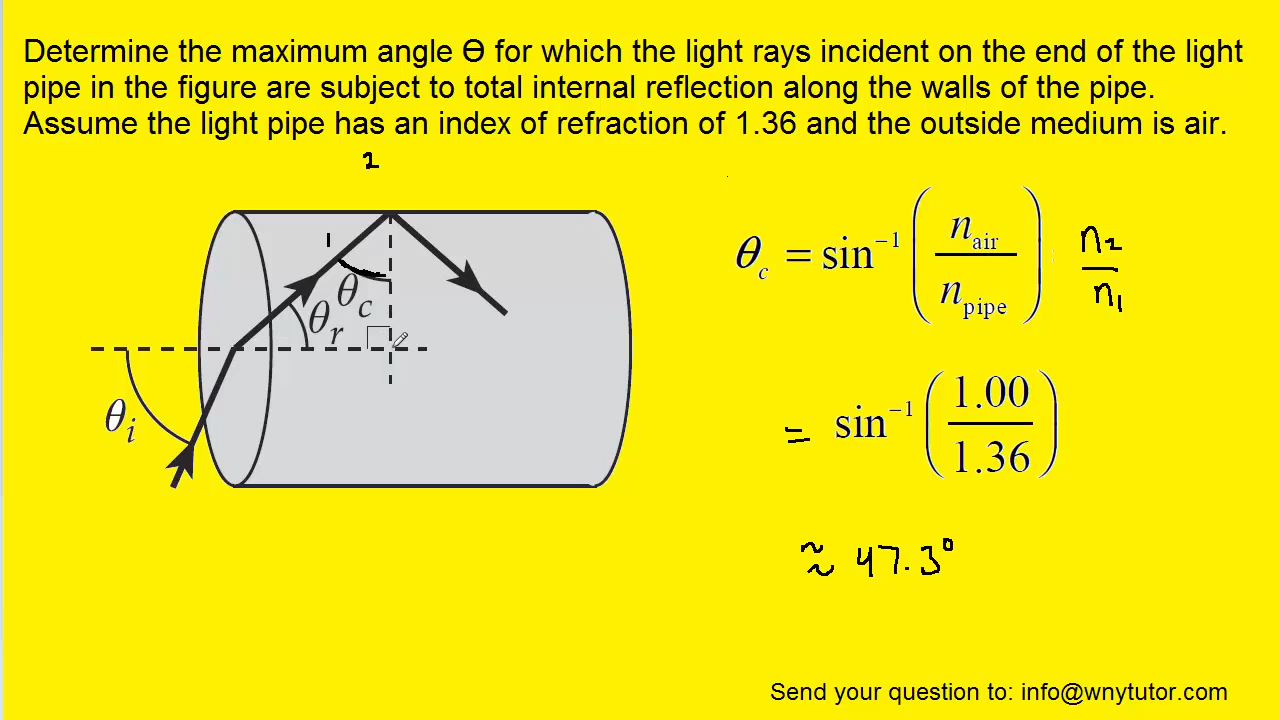 Determine the maximum angle Ɵ for which the light rays incident on the end of the light
pipe in the figure are subject to total internal reflection along the walls of the pipe.
Assume the light pipe has an index of refraction of 1.36 and the outside medium is air.
2
1
θc
θr
θi
θc = sin⁻¹ (nair / npipe) n2 / n1
= sin⁻¹ (1.00 / 1.36)
≈ 47.3°
Send your question to: info@wnytutor.com